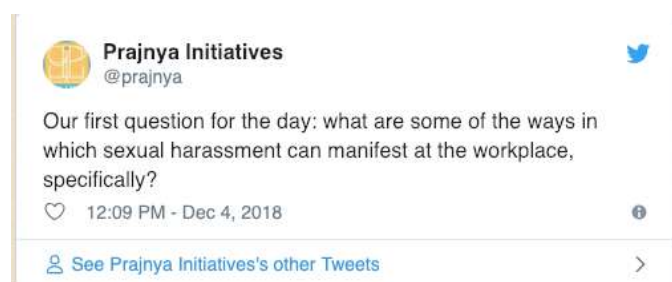 Prajnya Initiatives
@prajnya
Our first question for the day: what are some of the ways in
which sexual harassment can manifest at the workplace,
specifically?
12:09 PM - Dec 4, 2018
See Prajnya Initiatives's other Tweets